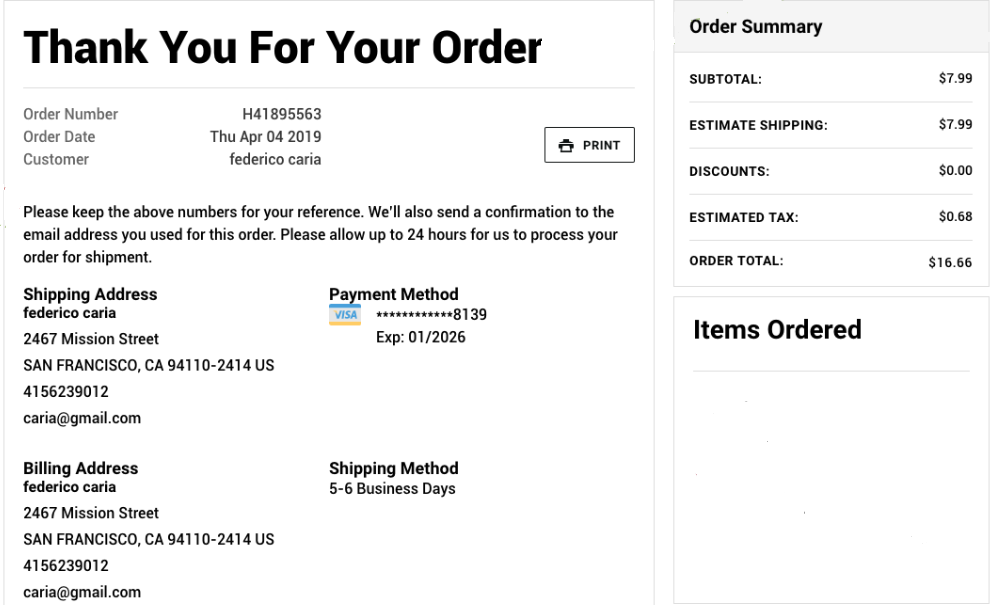 Thank You For Your Order
Order Number H41895563
Order Date Thu Apr 04 2019
Customer federico caria
PRINT
Please keep the above numbers for your reference. We'll also send a confirmation to the
email address you used for this order. Please allow up to 24 hours for us to process your
order for shipment.
Shipping Address
federico caria
2467 Mission Street
SAN FRANCISCO, CA 94110-2414 US
4156239012
caria@gmail.com
Payment Method
VISA ************8139
Exp: 01/2026
Billing Address
federico caria
2467 Mission Street
SAN FRANCISCO, CA 94110-2414 US
4156239012
caria@gmail.com
Shipping Method
5-6 Business Days
Order Summary
SUBTOTAL: $7.99
ESTIMATE SHIPPING: $7.99
DISCOUNTS: $0.00
ESTIMATED TAX: $0.68
ORDER TOTAL: $16.66
Items Ordered